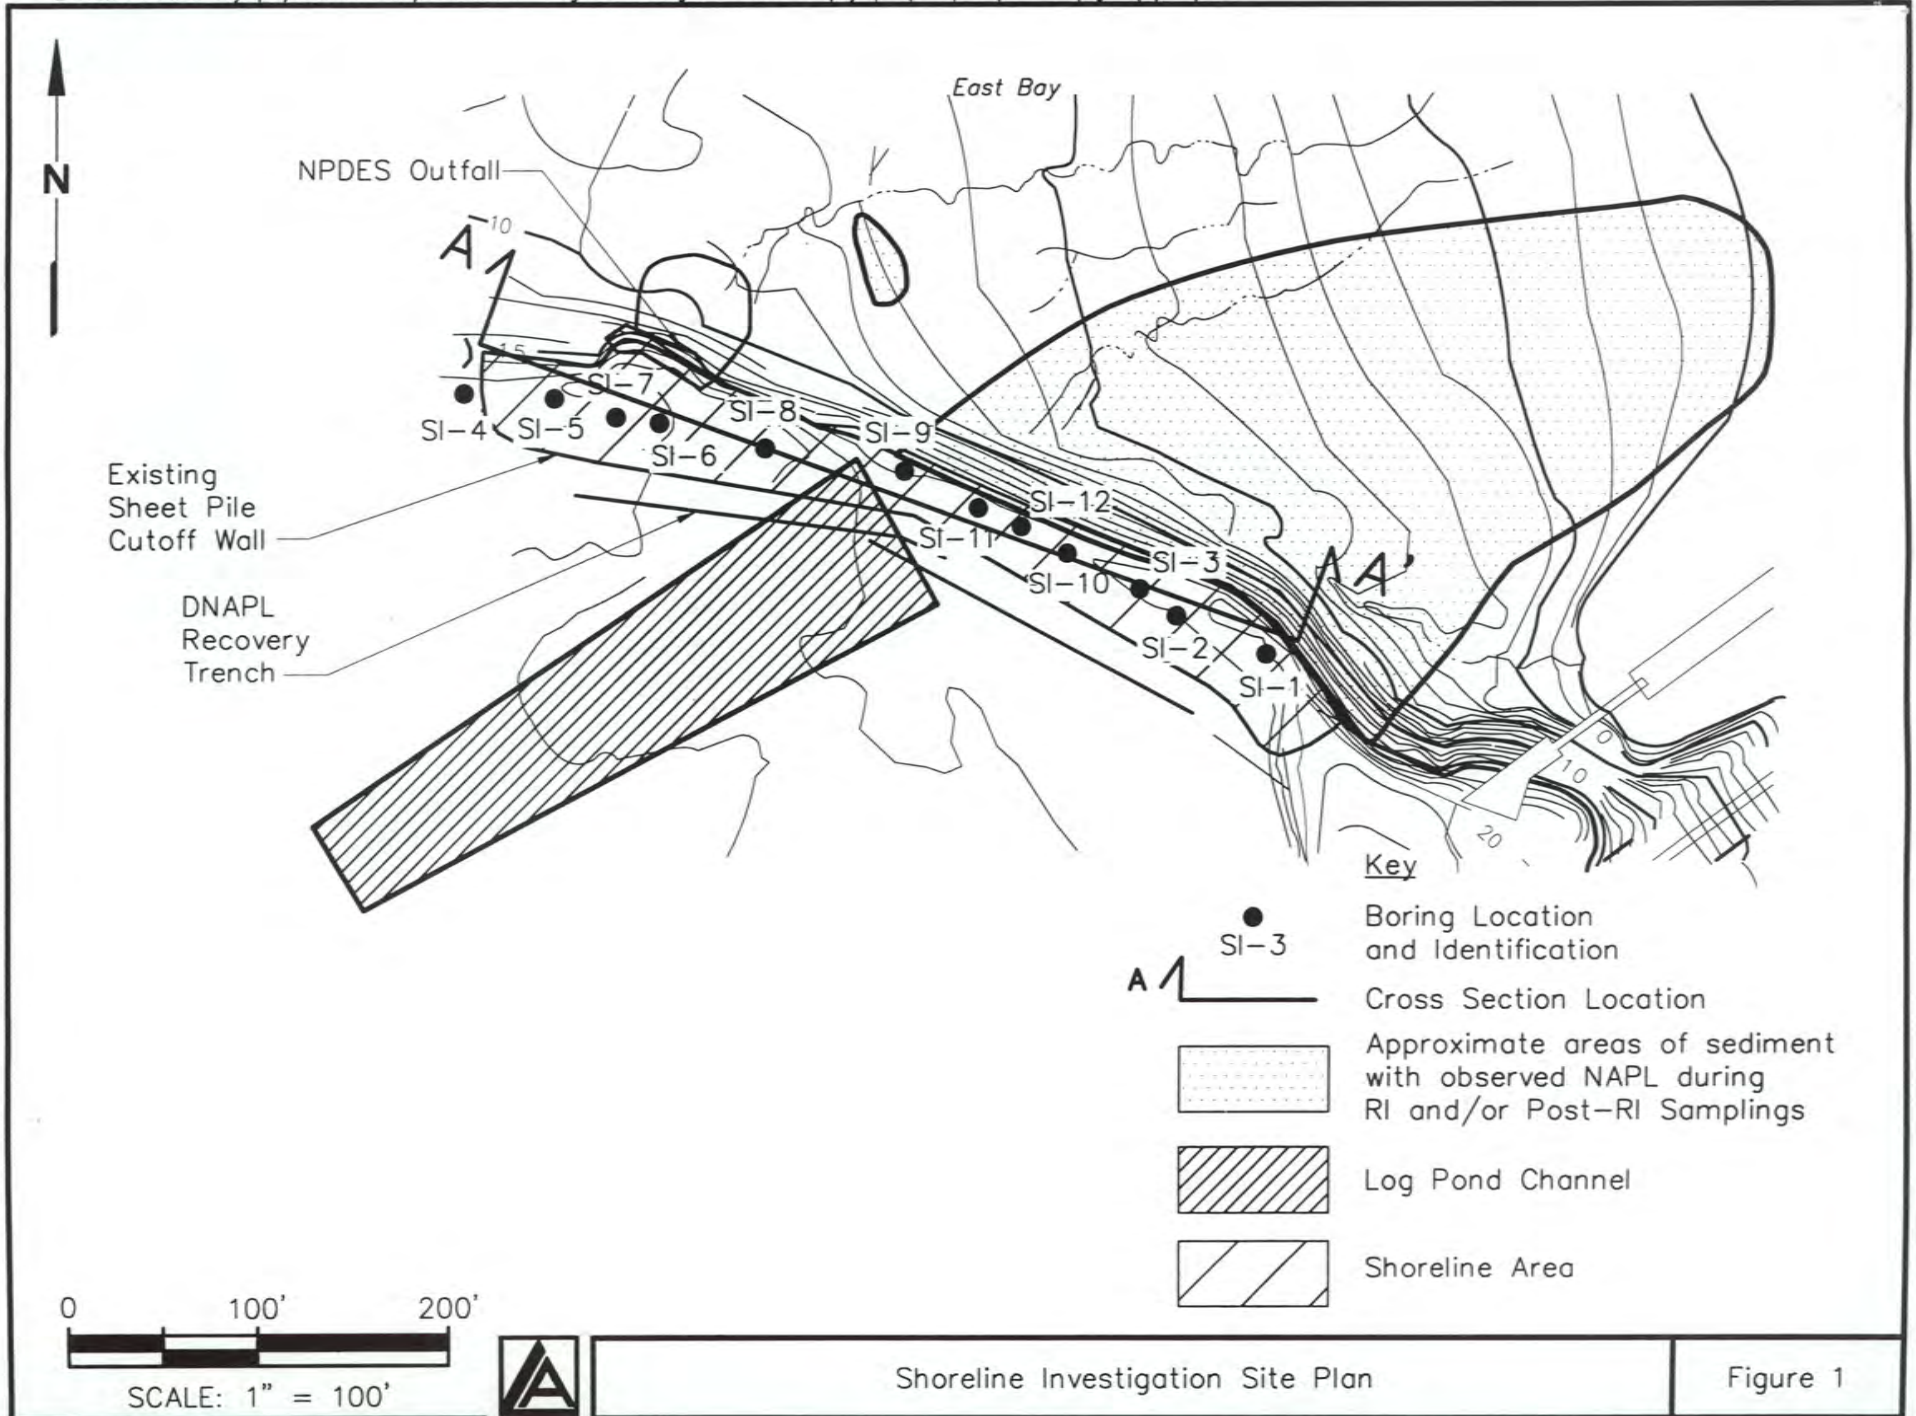 East Bay
N
NPDES Outfall
-10
A
-15
SI-7
SI-8
SI-4
SI-5
SI-9
SI-6
Existing
Sheet Pile
Cutoff Wall
SI-12
SI-11
SI-3
A'
SI-10
DNAPL
Recovery
Trench
SI-2
SI-1
0
10
20
Key
Boring Location
SI-3
and Identification
A
Cross Section Location
Approximate areas of sediment
with observed NAPL during
RI and/or Post-RI Samplings
Log Pond Channel
Shoreline Area
0 100' 200'
SCALE: 1" = 100'
Shoreline Investigation Site Plan
Figure 1